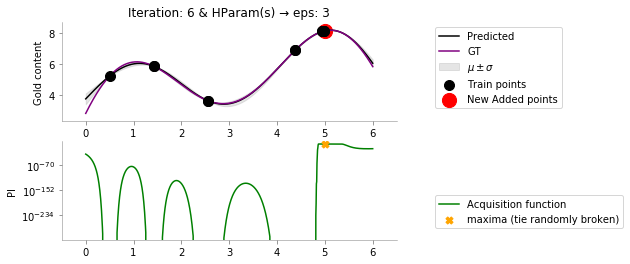 Iteration: 6 & HParam(s) → eps: 3
Gold content
8
6
4
0 1 2 3 4 5 6
Predicted
GT
μ ± σ
Train points
New Added points
PI
10^-70
10^-152
10^-234
0 1 2 3 4 5 6
Acquisition function
maxima (tie randomly broken)